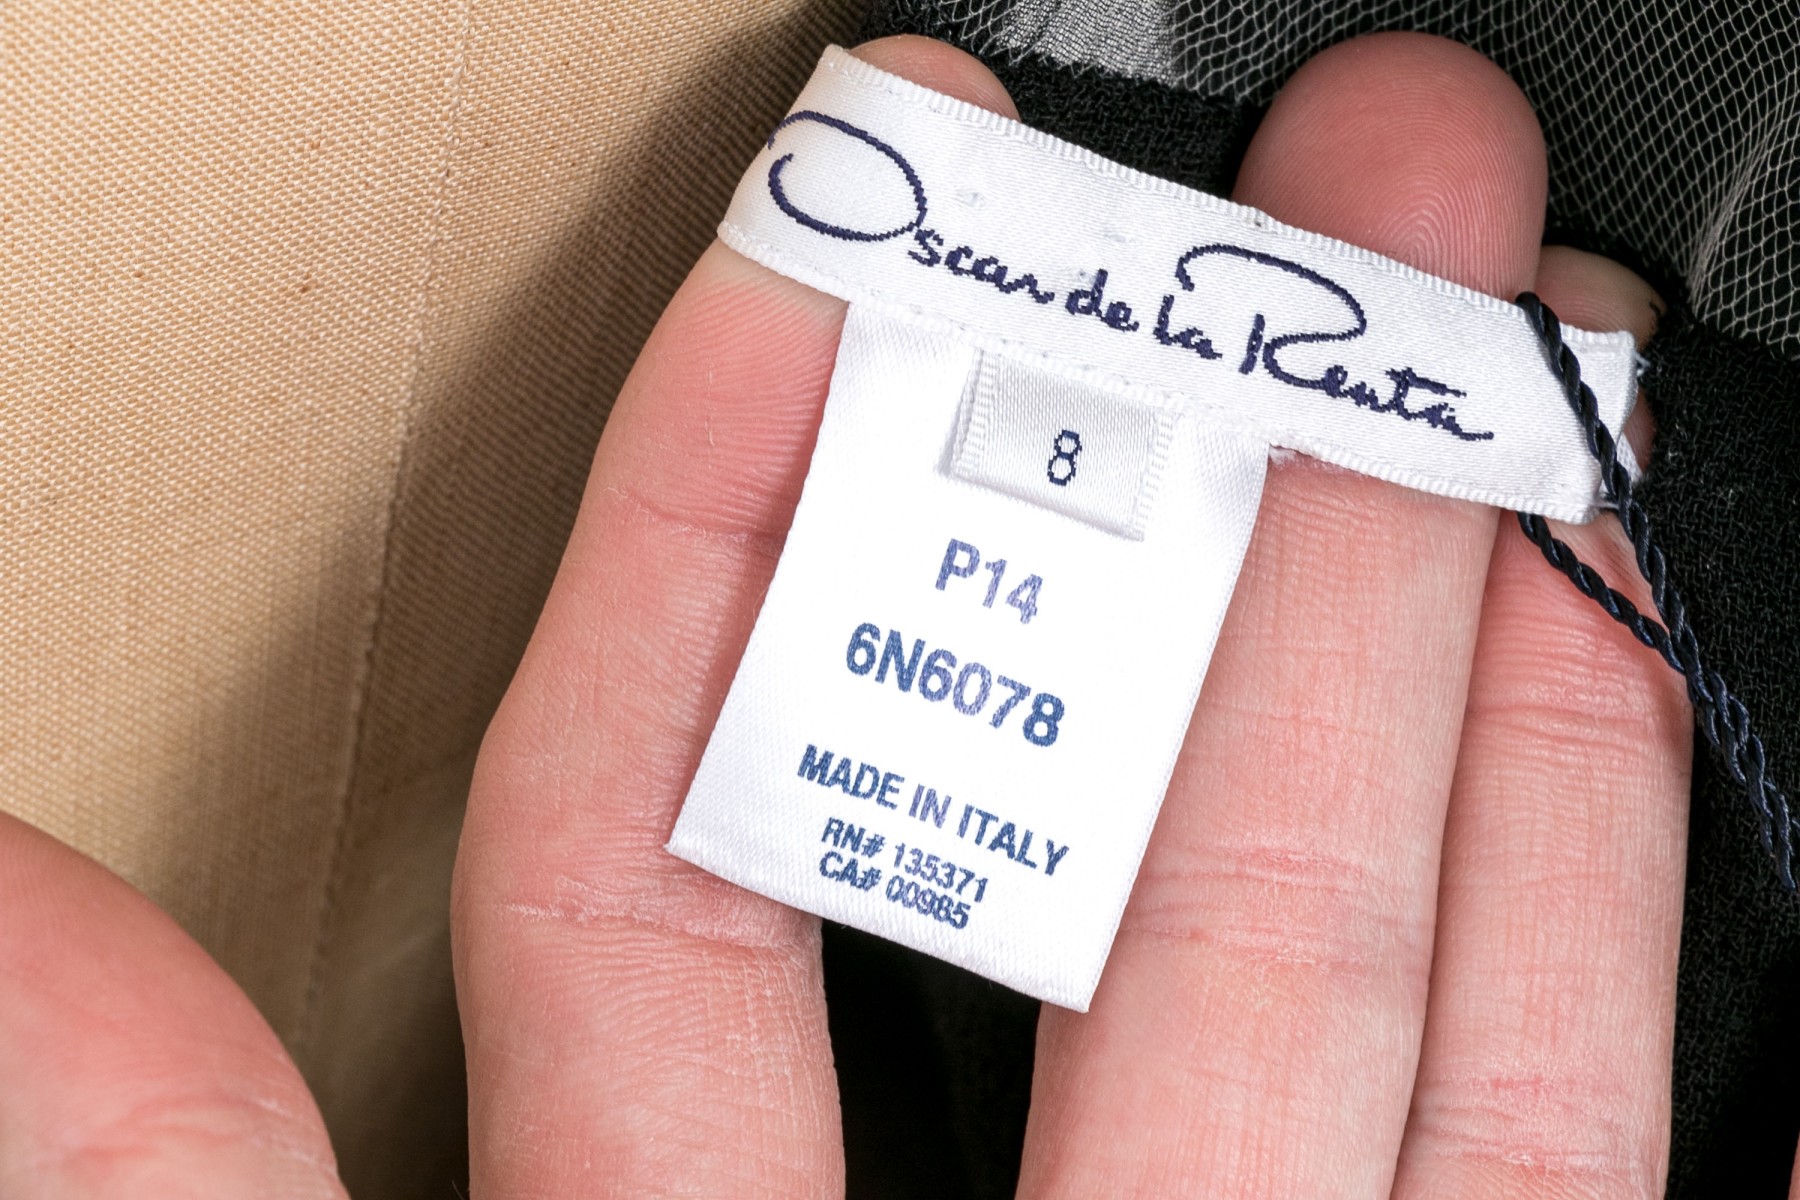 Oscar de la Renta
8
P14
6N6078
MADE IN ITALY
RN# 135371
CA# 00985